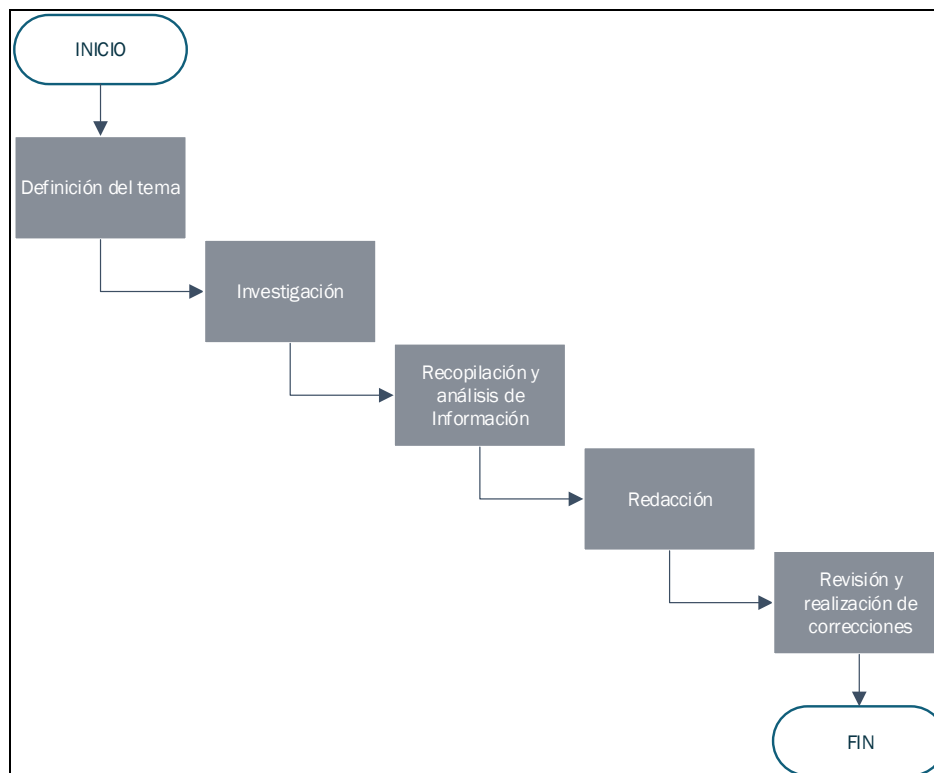 INICIO
Definición del tema
Investigación
Recopilación y
análisis de
Información
Redacción
Revisión y
realización de
correcciones
FIN